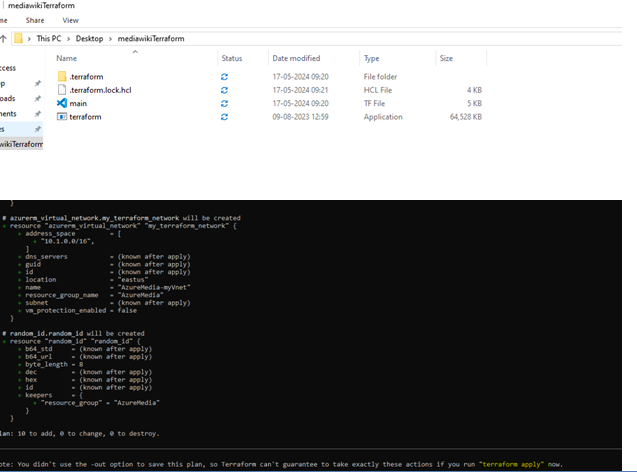 mediawikiTerraform
me Share View
This PC > Desktop > mediawikiTerraform
Name Status Date modified Type Size
.terraform 17-05-2024 09:20 File folder
.terraform.lock.hcl 17-05-2024 09:21 HCL File 4 KB
main 17-05-2024 09:20 TF File 5 KB
terraform 09-08-2023 12:59 Application 64,528 KB
ccess
p
oads
ments
es
wikiTerraform
}
# azurerm_virtual_network.my_terraform_network will be created
+ resource "azurerm_virtual_network" "my_terraform_network" {
+ address_space = [
+ "10.1.0.0/16",
]
+ dns_servers = (known after apply)
+ guid = (known after apply)
+ id = (known after apply)
+ location = "eastus"
+ name = "AzureMedia-myVnet"
+ resource_group_name = "AzureMedia"
+ subnet = (known after apply)
+ vm_protection_enabled = false
}
# random_id.random_id will be created
+ resource "random_id" "random_id" {
+ b64_std = (known after apply)
+ b64_url = (known after apply)
+ byte_length = 8
+ dec = (known after apply)
+ hex = (known after apply)
+ id = (known after apply)
+ keepers = {
+ "resource_group" = "AzureMedia"
}
}
lan: 10 to add, 0 to change, 0 to destroy.
ote: You didn't use the -out option to save this plan, so Terraform can't guarantee to take exactly these actions if you run "terraform apply" now.